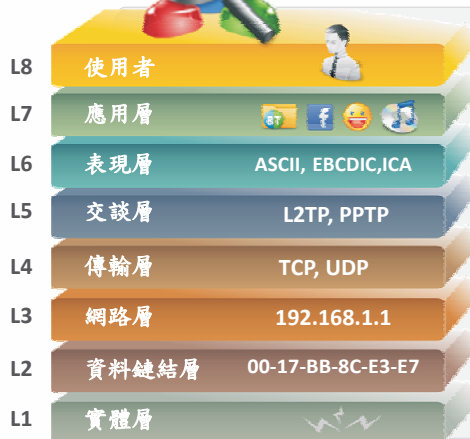 L8 使用者
L7 應用層 BT f
L6 表現層 ASCII, EBCDIC,ICA
L5 交談層 L2TP, PPTP
L4 傳輸層 TCP, UDP
L3 網路層 192.168.1.1
L2 資料鏈結層 00-17-BB-8C-E3-E7
L1 實體層